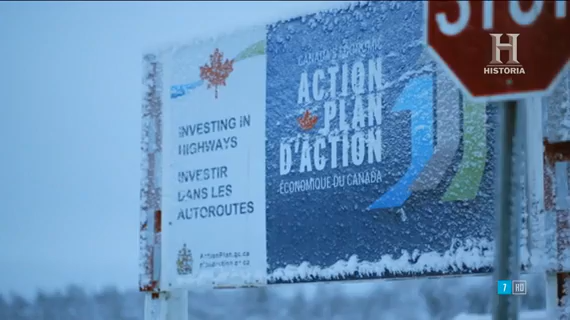 STOP
H
HISTORIA
CANADA'S ECONOMIC
ACTION
PLAN
D'ACTION
ÉCONOMIQUE DU CANADA
INVESTING IN
HIGHWAYS
INVESTIR
DANS LES
AUTOROUTES
ActionPlan.gc.ca
7 HD